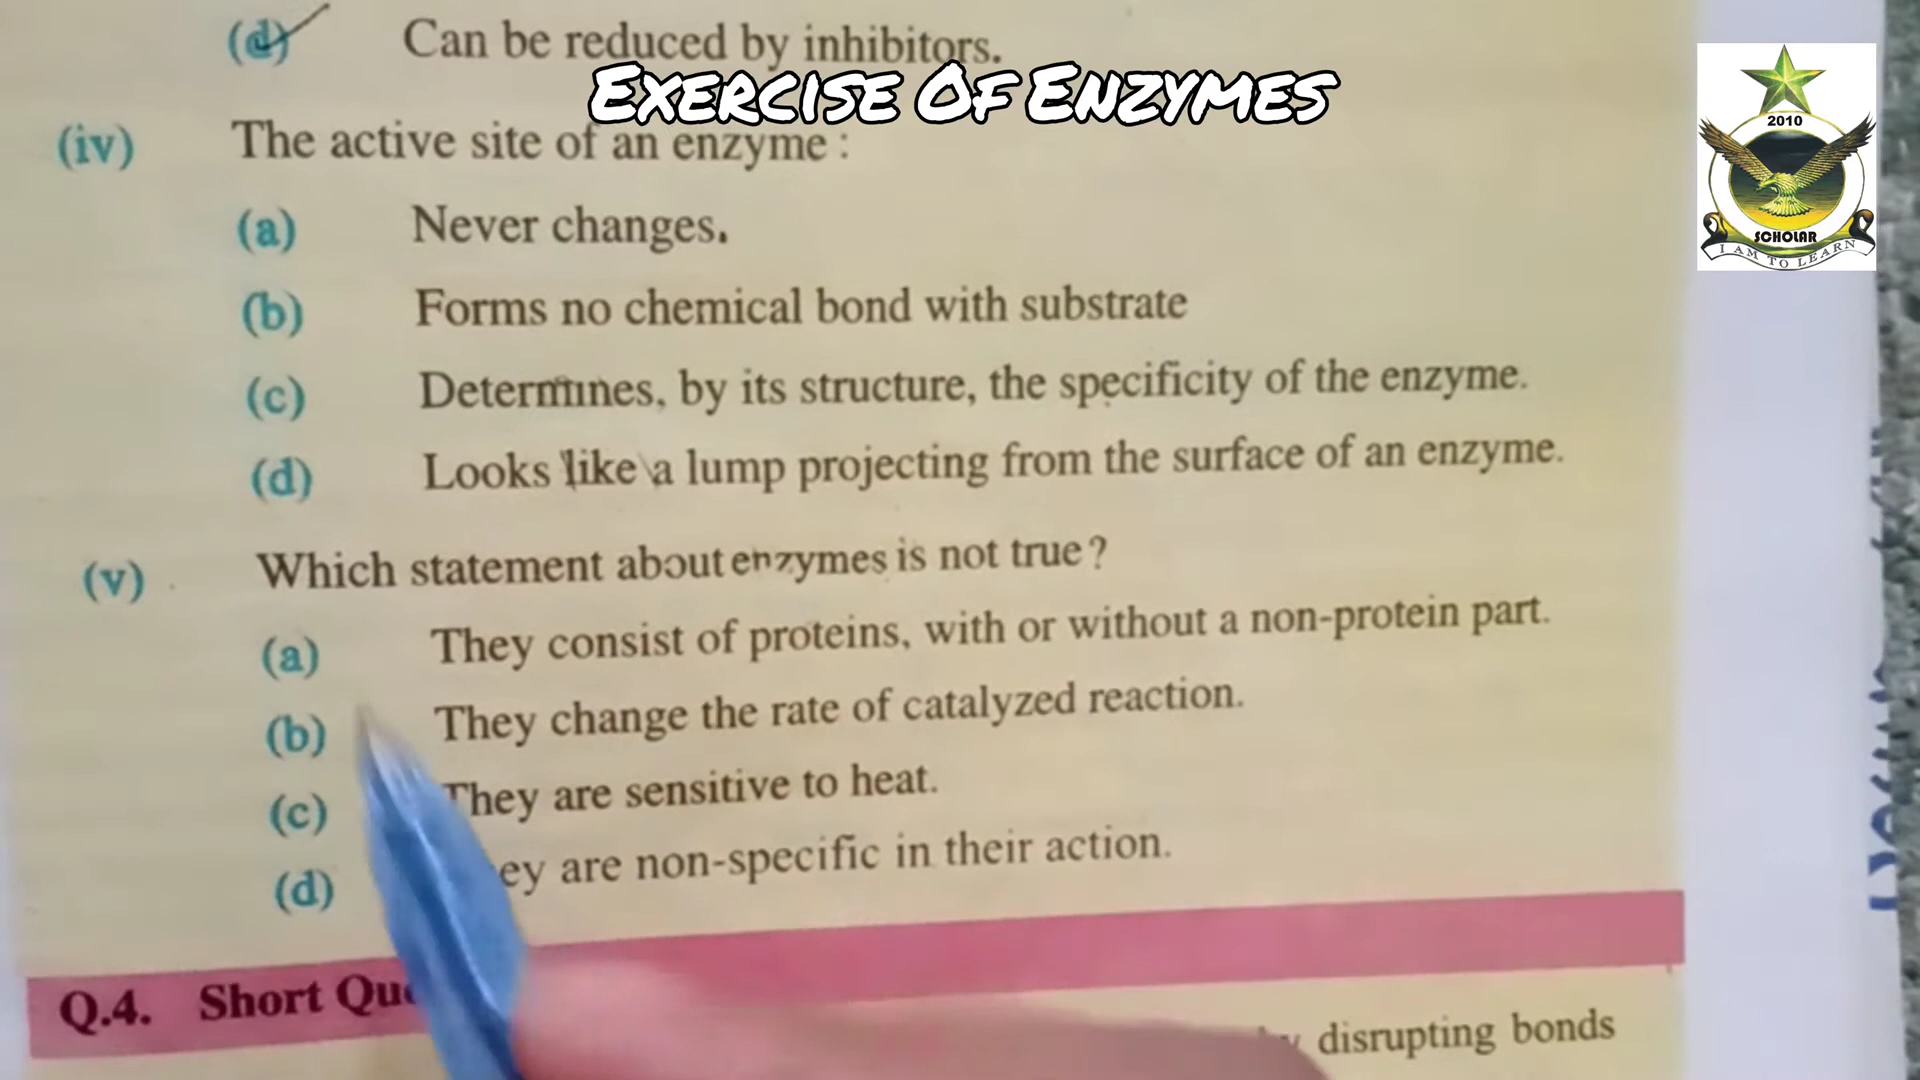 (d) Can be reduced by inhibitors.
Exercise Of Enzymes
2010
SCHOLAR
I AM TO LEARN
(iv) The active site of an enzyme :
(a) Never changes.
(b) Forms no chemical bond with substrate
(c) Determines, by its structure, the specificity of the enzyme.
(d) Looks like a lump projecting from the surface of an enzyme.
(v) Which statement about enzymes is not true?
(a) They consist of proteins, with or without a non-protein part.
(b) They change the rate of catalyzed reaction.
(c) They are sensitive to heat.
(d) ey are non-specific in their action.
Q.4. Short Qu
disrupting bonds